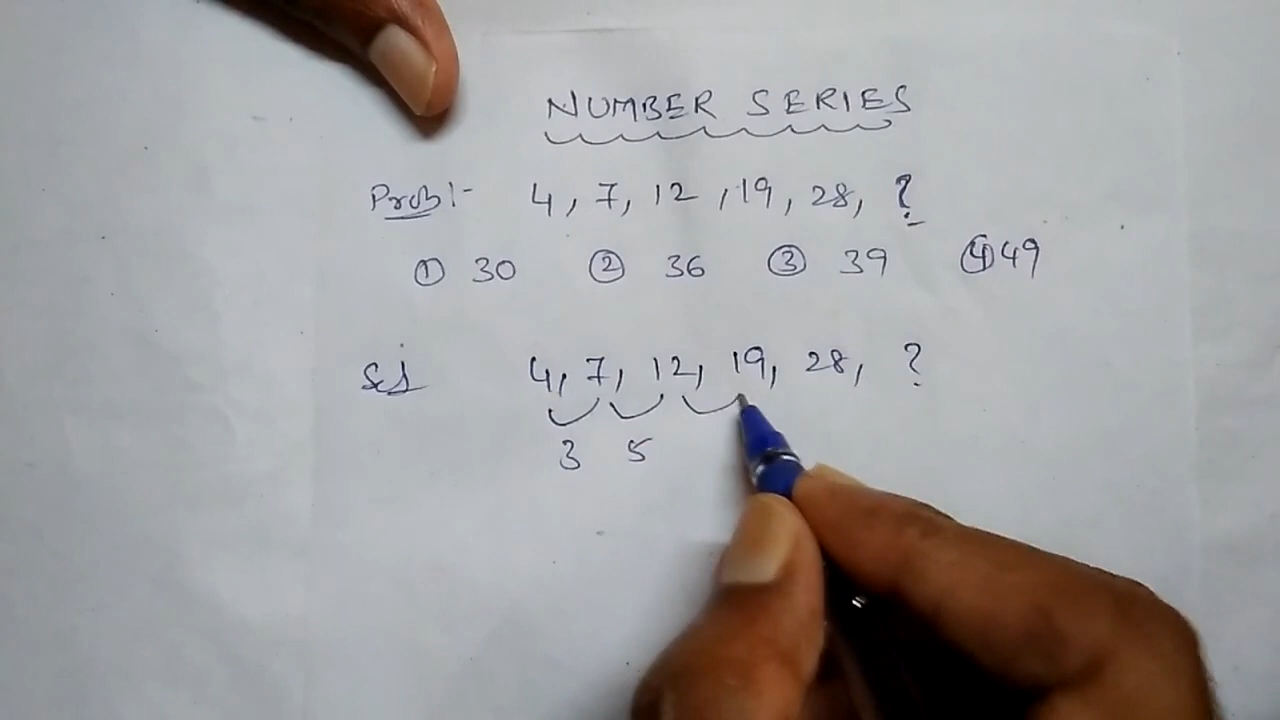 NUMBER SERIES
Prob:- 4, 7, 12, 19, 28, ?
① 30 ② 36 ③ 39 ④ 49
Sol 4, 7, 12, 19, 28, ?
3 5